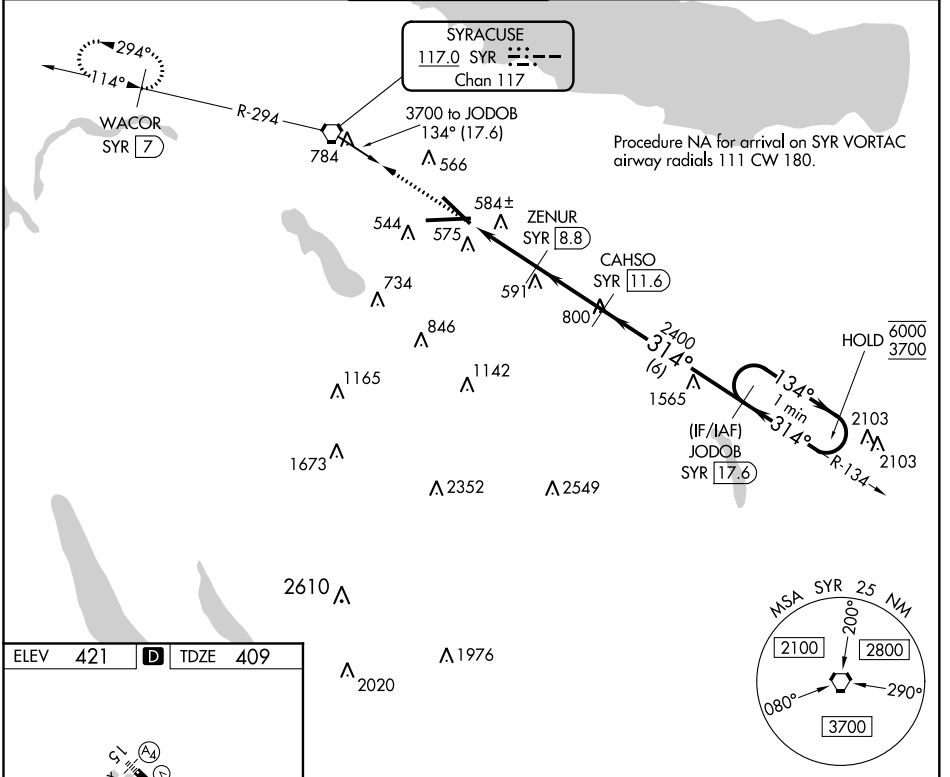 SYRACUSE
117.0 SYR
Chan 117
294°
114°
WACOR
SYR 7
R-294
3700 to JODOB
134° (17.6)
784
566
Procedure NA for arrival on SYR VORTAC
airway radials 111 CW 180.
544
575
584±
ZENUR
SYR 8.8
CAHSO
SYR 11.6
591
800
734
846
2400
314°
(6)
HOLD 6000
3700
1165
1142
1565
134°
1 min
314°
2103
2103
(IF/IAF)
JODOB
SYR 17.6
R-134
1673
2352
2549
2610
1976
2020
MSA SYR 25 NM
200°
2100
2800
080°
290°
3700
ELEV 421 D TDZE 409
15
A4